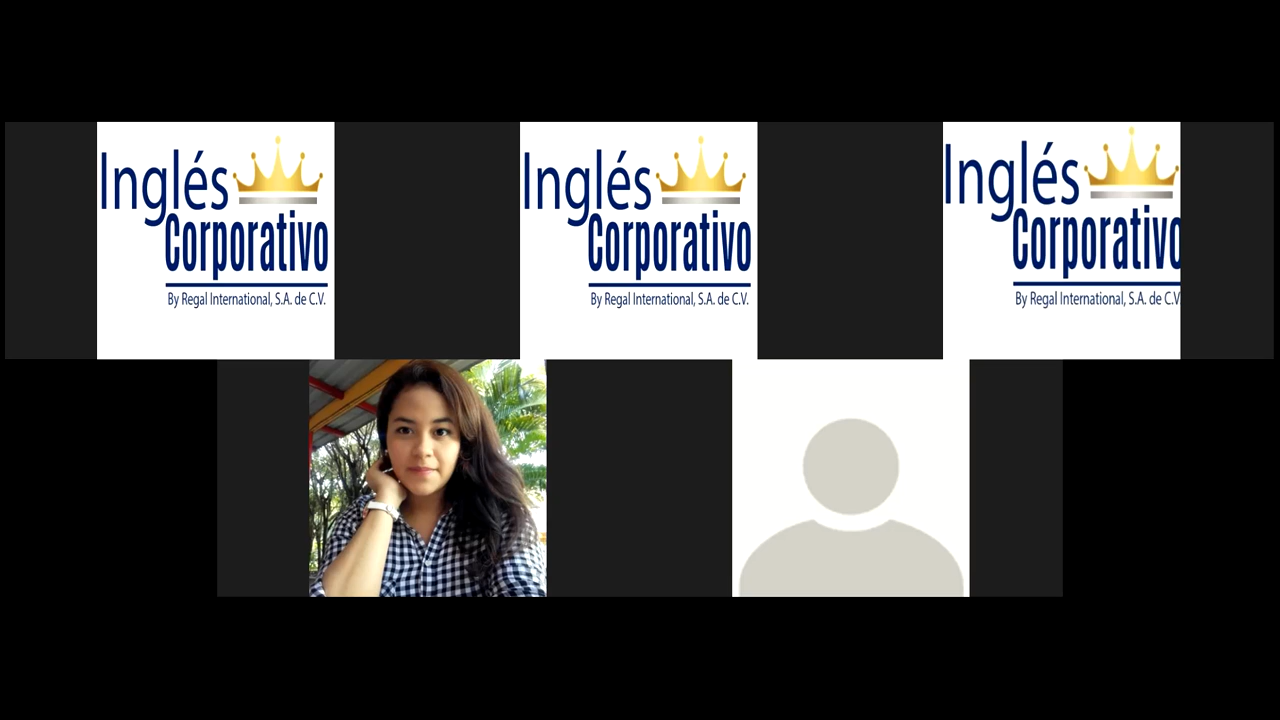 Inglés
Corporativo
By Regal International, S.A. de C.V.
Inglés
Corporativo
By Regal International, S.A. de C.V.
Inglés
Corporativo
By Regal International, S.A. de C.V